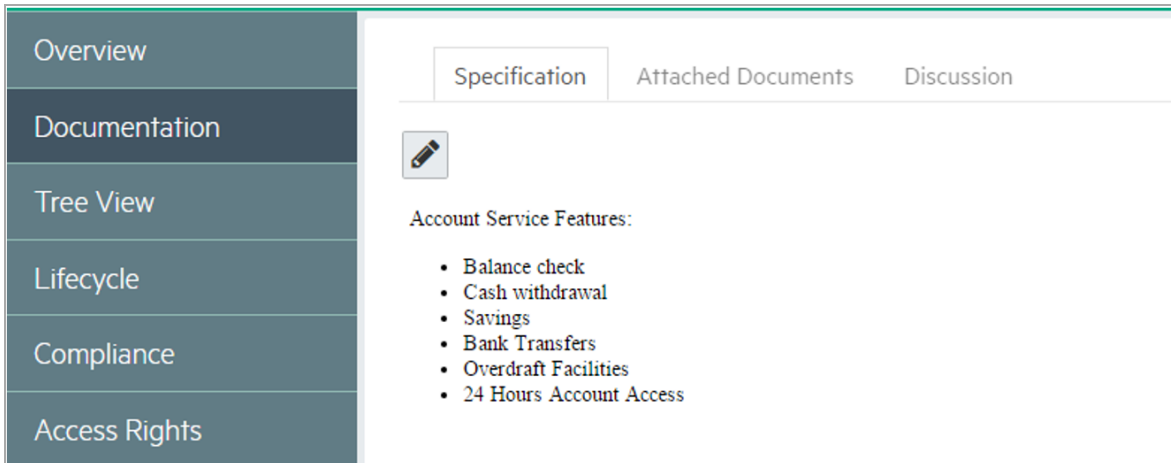 Overview
Documentation
Tree View
Lifecycle
Compliance
Access Rights
Specification Attached Documents Discussion
Account Service Features:
• Balance check
• Cash withdrawal
• Savings
• Bank Transfers
• Overdraft Facilities
• 24 Hours Account Access